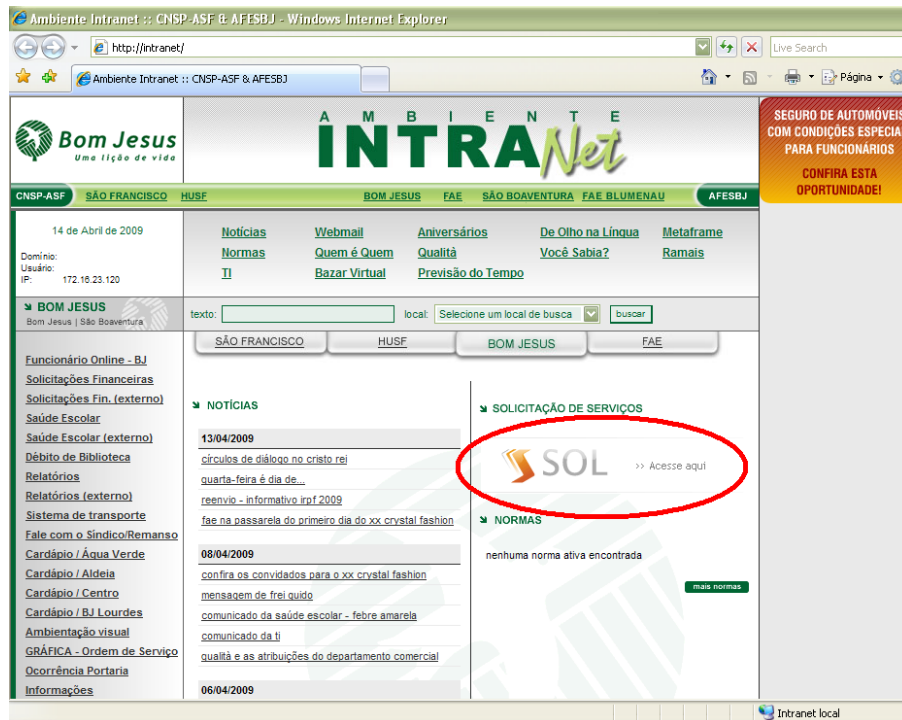 Ambiente Intranet :: CNSP-ASF & AFESBJ - Windows Internet Explorer
http://intranet/
Live Search
Ambiente Intranet :: CNSP-ASF & AFESBJ
Página
Bom Jesus
Uma lição de vida
AMBIENTE
INTRANet
SEGURO DE AUTOMÓVEIS
COM CONDIÇÕES ESPECIA
PARA FUNCIONÁRIOS
CONFIRA ESTA
OPORTUNIDADE!
CNSP-ASF SÃO FRANCISCO HUSF BOM JESUS FAE SÃO BOAVENTURA FAE BLUMENAU AFESBJ
14 de Abril de 2009
Domínio:
Usuário:
IP: 172.16.23.120
Notícias Webmail Aniversários De Olho na Língua Metaframe
Normas Quem é Quem Qualità Você Sabia? Ramais
TI Bazar Virtual Previsão do Tempo
BOM JESUS
Bom Jesus | São Boaventura
texto: local: Selecione um local de busca buscar
SÃO FRANCISCO HUSF BOM JESUS FAE
Funcionário Online - BJ
Solicitações Financeiras
Solicitações Fin. (externo)
Saúde Escolar
Saúde Escolar (externo)
Débito de Biblioteca
Relatórios
Relatórios (externo)
Sistema de transporte
Fale com o Síndico/Remanso
Cardápio / Água Verde
Cardápio / Aldeia
Cardápio / Centro
Cardápio / BJ Lourdes
Ambientação visual
GRÁFICA - Ordem de Serviço
Ocorrência Portaria
Informações
NOTÍCIAS
13/04/2009
círculos de diálogo no cristo rei
quarta-feira é dia de...
reenvio - informativo irpf 2009
fae na passarela do primeiro dia do xx crystal fashion
08/04/2009
confira os convidados para o xx crystal fashion
mensagem de frei guido
comunicado da saúde escolar - febre amarela
comunicado da ti
qualità e as atribuições do departamento comercial
06/04/2009
SOLICITAÇÃO DE SERVIÇOS
SOL >> Acesse aqui
NORMAS
nenhuma norma ativa encontrada
mais normas
Intranet local